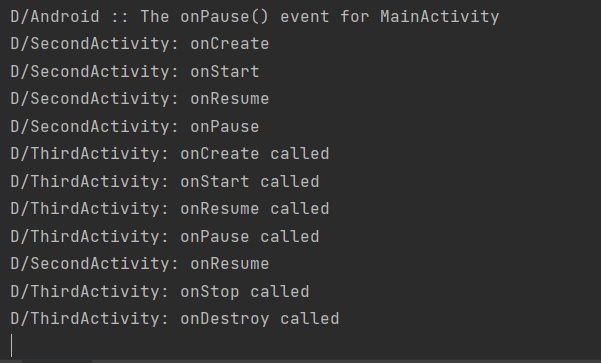 D/Android :: The onPause() event for MainActivity
D/SecondActivity: onCreate
D/SecondActivity: onStart
D/SecondActivity: onResume
D/SecondActivity: onPause
D/ThirdActivity: onCreate called
D/ThirdActivity: onStart called
D/ThirdActivity: onResume called
D/ThirdActivity: onPause called
D/SecondActivity: onResume
D/ThirdActivity: onStop called
D/ThirdActivity: onDestroy called